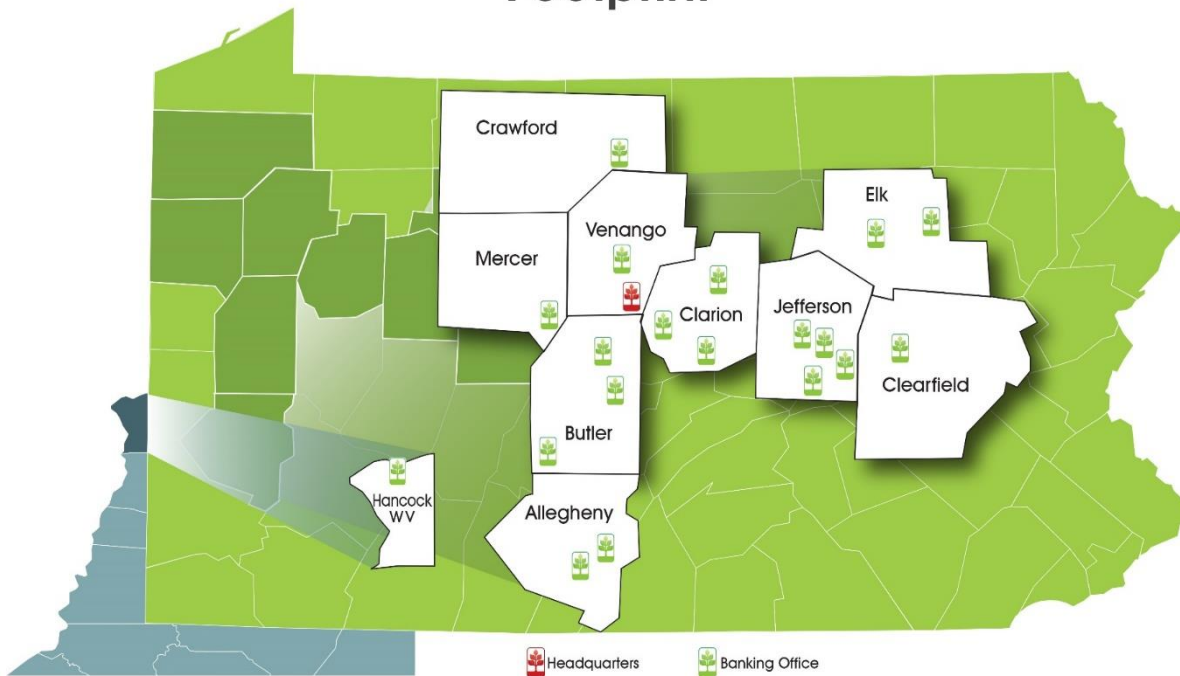 Crawford
Elk
Venango
Mercer
Clarion
Jefferson
Clearfield
Butler
Hancock
WV
Allegheny
Headquarters
Banking Office